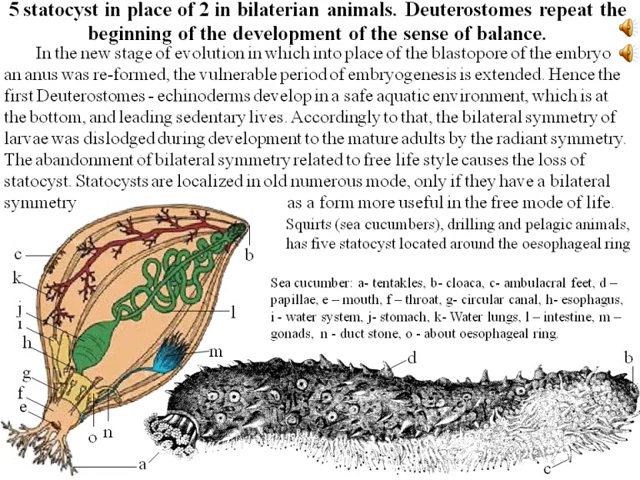 5 statocyst in place of 2 in bilaterian animals. Deuterostomes repeat the
beginning of the development of the sense of balance.
In the new stage of evolution in which into place of the blastopore of the embryo
an anus was re-formed, the vulnerable period of embryogenesis is extended. Hence the
first Deuterostomes - echinoderms develop in a safe aquatic environment, which is at
the bottom, and leading sedentary lives. Accordingly to that, the bilateral symmetry of
larvae was dislodged during development to the mature adults by the radiant symmetry.
The abandonment of bilateral symmetry related to free life style causes the loss of
statocyst. Statocysts are localized in old numerous mode, only if they have a bilateral
symmetry as a form more useful in the free mode of life.
Squirts (sea cucumbers), drilling and pelagic animals,
has five statocyst located around the oesophageal ring
Sea cucumber: a- tentakles, b- cloaca, c- ambulacral feet, d –
papillae, e – mouth, f – throat, g- circular canal, h- esophagus,
i - water system, j- stomach, k- Water lungs, l – intestine, m –
gonads, n - duct stone, o - about oesophageal ring.
c
b
k
j
i
l
h
m
d
b
g
f
e
o
n
a
c